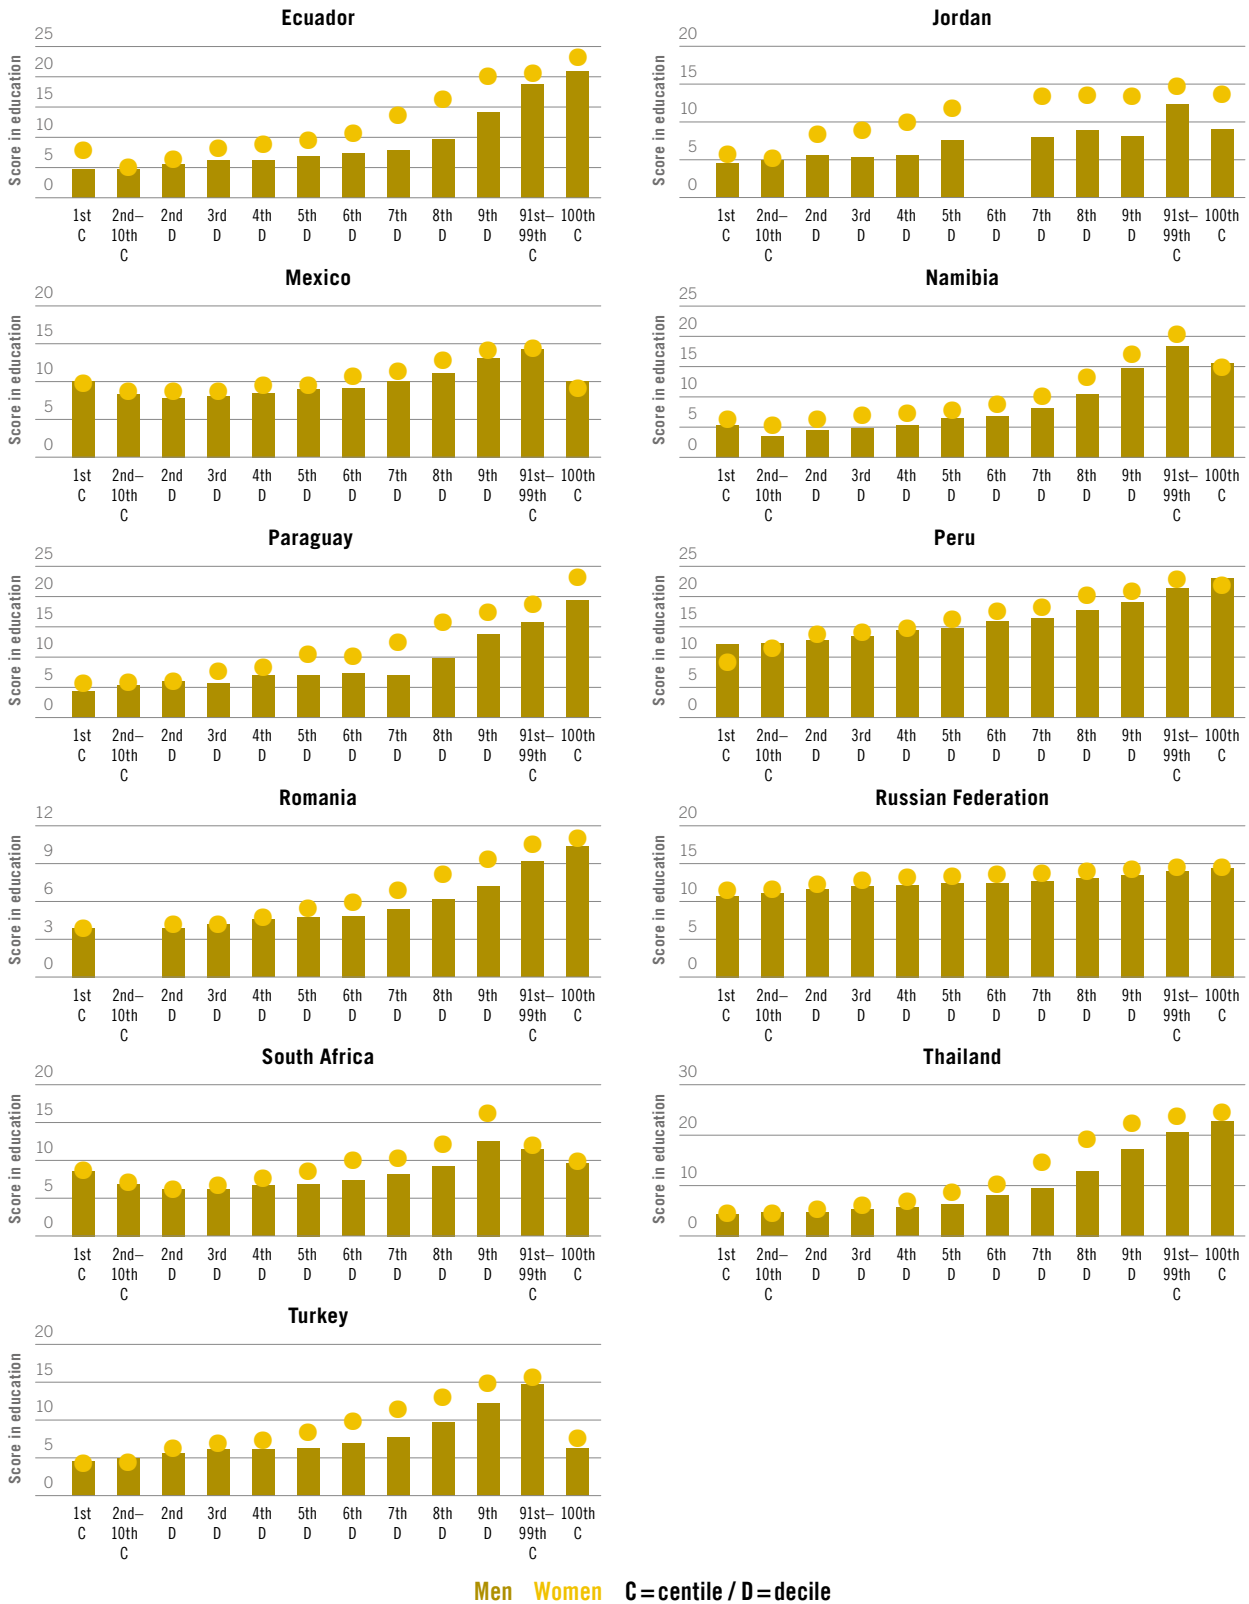 Ecuador
Score in education
25
20
15
10
5
0
1st 2nd– 2nd 3rd 4th 5th 6th 7th 8th 9th 91st– 100th
C 10th D D D D D D D D 99th C
C C
Jordan
Score in education
20
15
10
5
0
1st 2nd– 2nd 3rd 4th 5th 6th 7th 8th 9th 91st– 100th
C 10th D D D D D D D D 99th C
C C
Mexico
Score in education
20
15
10
5
0
1st 2nd– 2nd 3rd 4th 5th 6th 7th 8th 9th 91st– 100th
C 10th D D D D D D D D 99th C
C C
Namibia
Score in education
25
20
15
10
5
0
1st 2nd– 2nd 3rd 4th 5th 6th 7th 8th 9th 91st– 100th
C 10th D D D D D D D D 99th C
C C
Paraguay
Score in education
25
20
15
10
5
0
1st 2nd– 2nd 3rd 4th 5th 6th 7th 8th 9th 91st– 100th
C 10th D D D D D D D D 99th C
C C
Peru
Score in education
25
20
15
10
5
0
1st 2nd– 2nd 3rd 4th 5th 6th 7th 8th 9th 91st– 100th
C 10th D D D D D D D D 99th C
C C
Romania
Score in education
12
9
6
3
0
1st 2nd– 2nd 3rd 4th 5th 6th 7th 8th 9th 91st– 100th
C 10th D D D D D D D D 99th C
C C
Russian Federation
Score in education
20
15
10
5
0
1st 2nd– 2nd 3rd 4th 5th 6th 7th 8th 9th 91st– 100th
C 10th D D D D D D D D 99th C
C C
South Africa
Score in education
20
15
10
5
0
1st 2nd– 2nd 3rd 4th 5th 6th 7th 8th 9th 91st– 100th
C 10th D D D D D D D D 99th C
C C
Thailand
Score in education
30
20
10
0
1st 2nd– 2nd 3rd 4th 5th 6th 7th 8th 9th 91st– 100th
C 10th D D D D D D D D 99th C
C C
Turkey
Score in education
20
15
10
5
0
1st 2nd– 2nd 3rd 4th 5th 6th 7th 8th 9th 91st– 100th
C 10th D D D D D D D D 99th C
C C
Men Women C=centile / D=decile